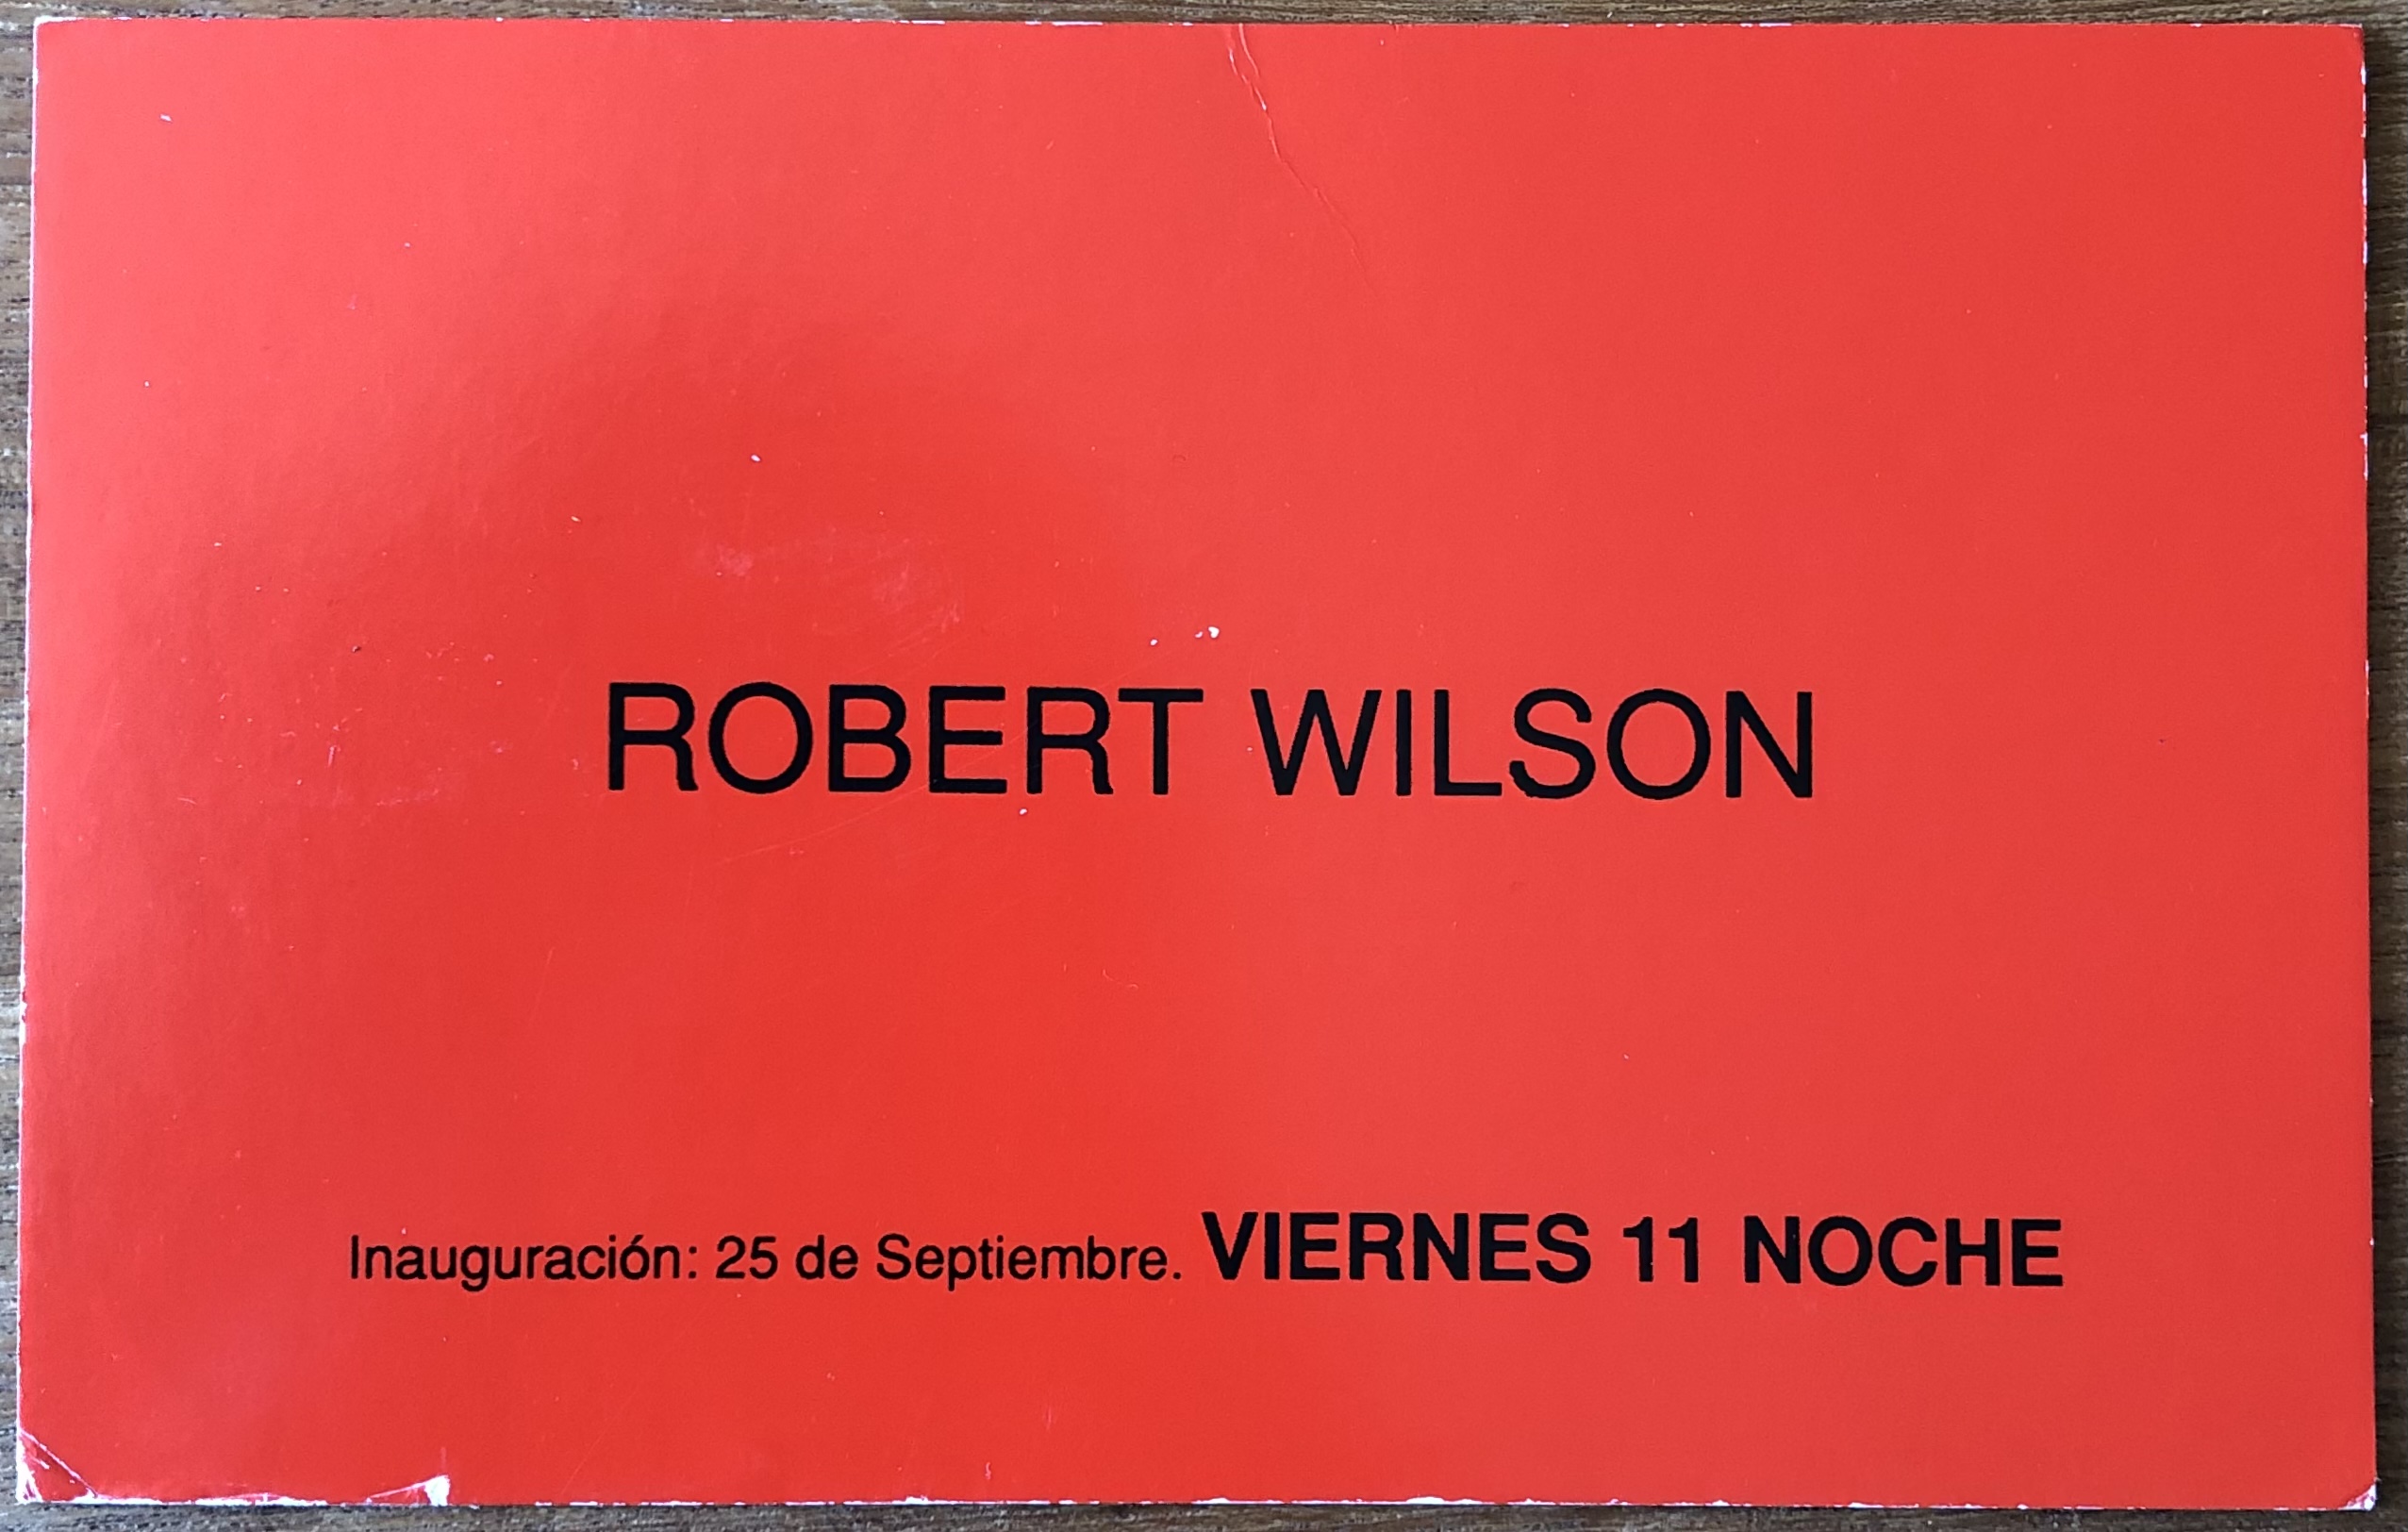 ROBERT WILSON
Inauguración: 25 de Septiembre. VIERNES 11 NOCHE